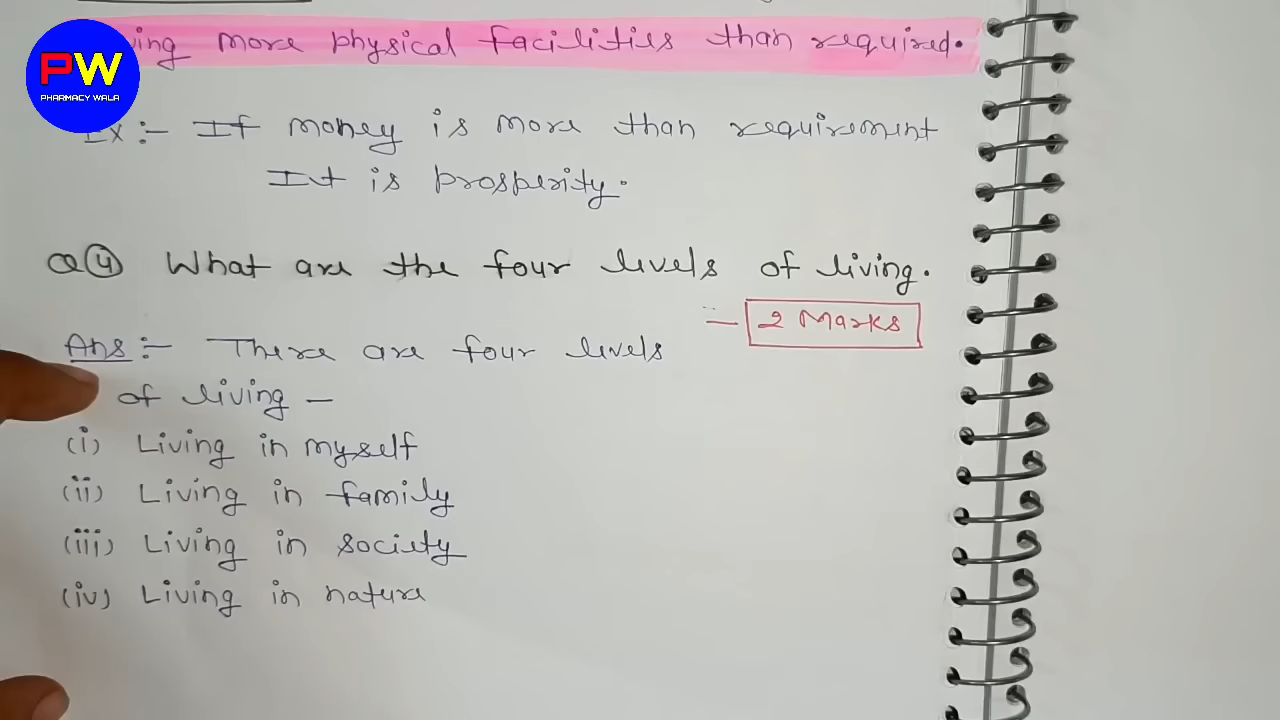 more physical facilities than required.
PW
PHARMACY WALA
Ex :- If money is more than requirement
It is prosperity.
Q④ What are the four levels of living.
- 2 Marks
Ans :- There are four levels
of living -
(i) Living in myself
(ii) Living in family
(iii) Living in society
(iv) Living in nature